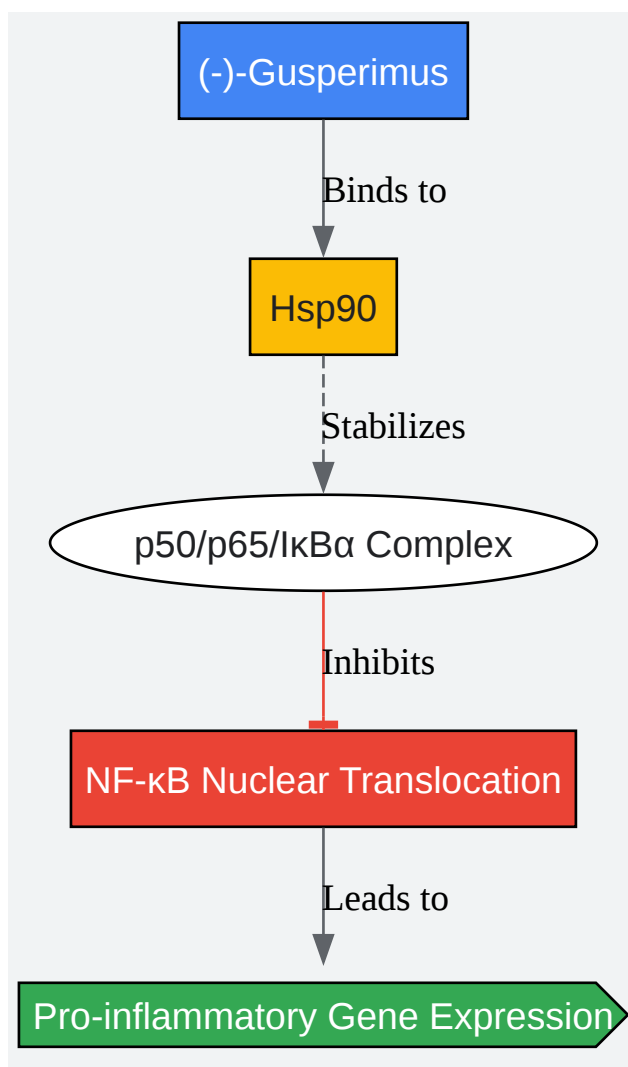 (-)-Gusperimus
Binds to
Hsp90
Stabilizes
p50/p65/IκBα Complex
Inhibits
NF-κB Nuclear Translocation
Leads to
Pro-inflammatory Gene Expression